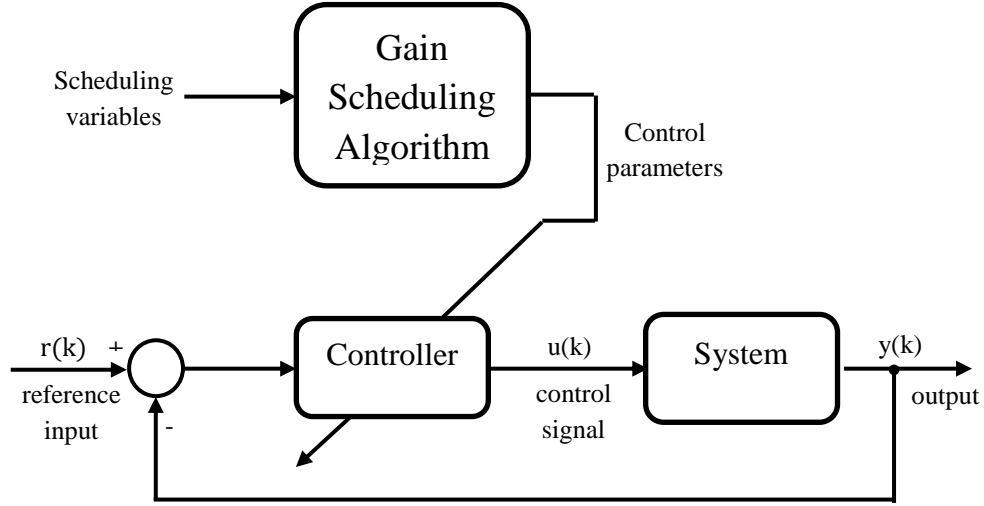 Gain
Scheduling
Algorithm
Scheduling
variables
Control
parameters
r(k) +
reference
input
-
Controller
u(k)
control
signal
System
y(k)
output